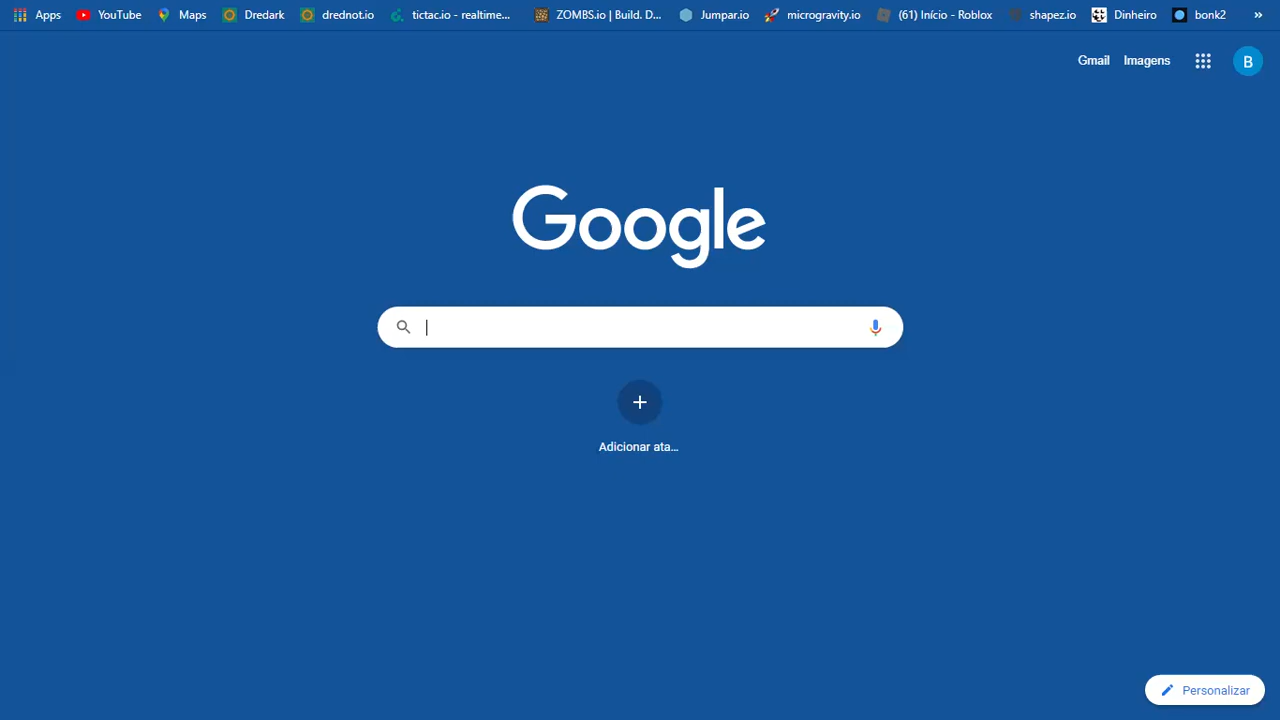 Apps YouTube Maps Dredark drednot.io tictac.io - realtime... ZOMBS.io | Build. D... Jumpar.io microgravity.io (61) Início - Roblox shapez.io Dinheiro bonk2 »
Gmail Imagens B
Google
Adicionar ata...
Personalizar